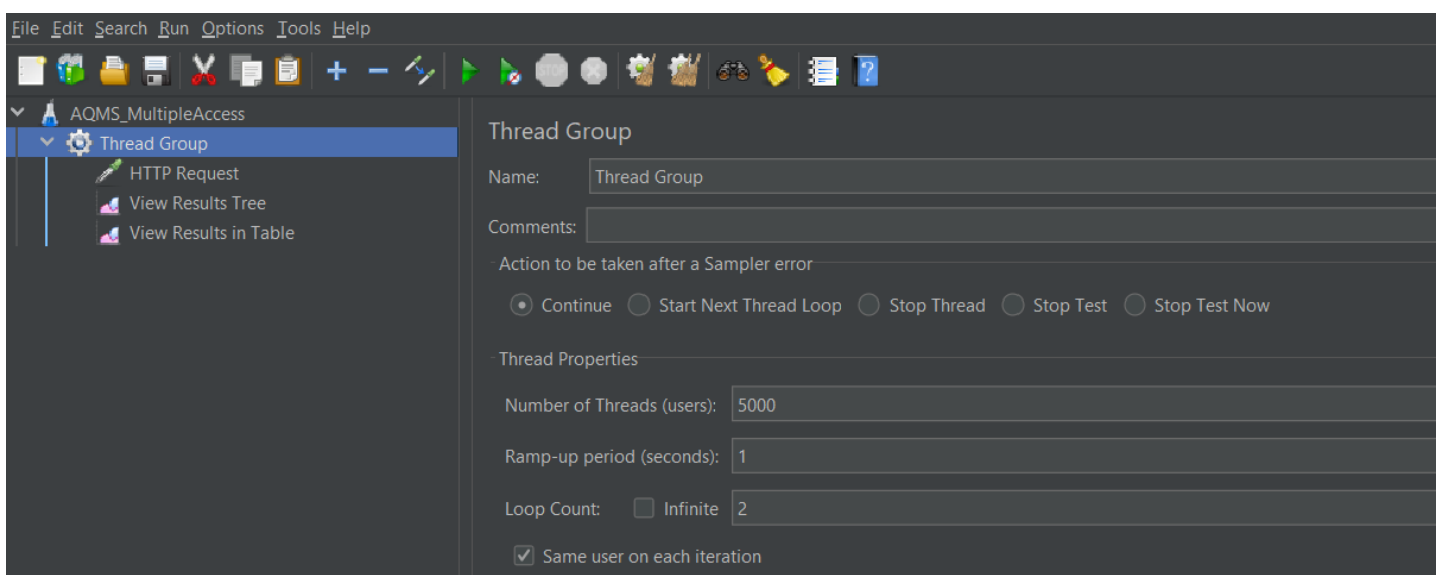 File Edit Search Run Options Tools Help
STOP
?
AQMS_MultipleAccess
Thread Group
HTTP Request
View Results Tree
View Results in Table
Thread Group
Name: Thread Group
Comments:
Action to be taken after a Sampler error
Continue Start Next Thread Loop Stop Thread Stop Test Stop Test Now
Thread Properties
Number of Threads (users): 5000
Ramp-up period (seconds): 1
Loop Count: Infinite 2
Same user on each iteration